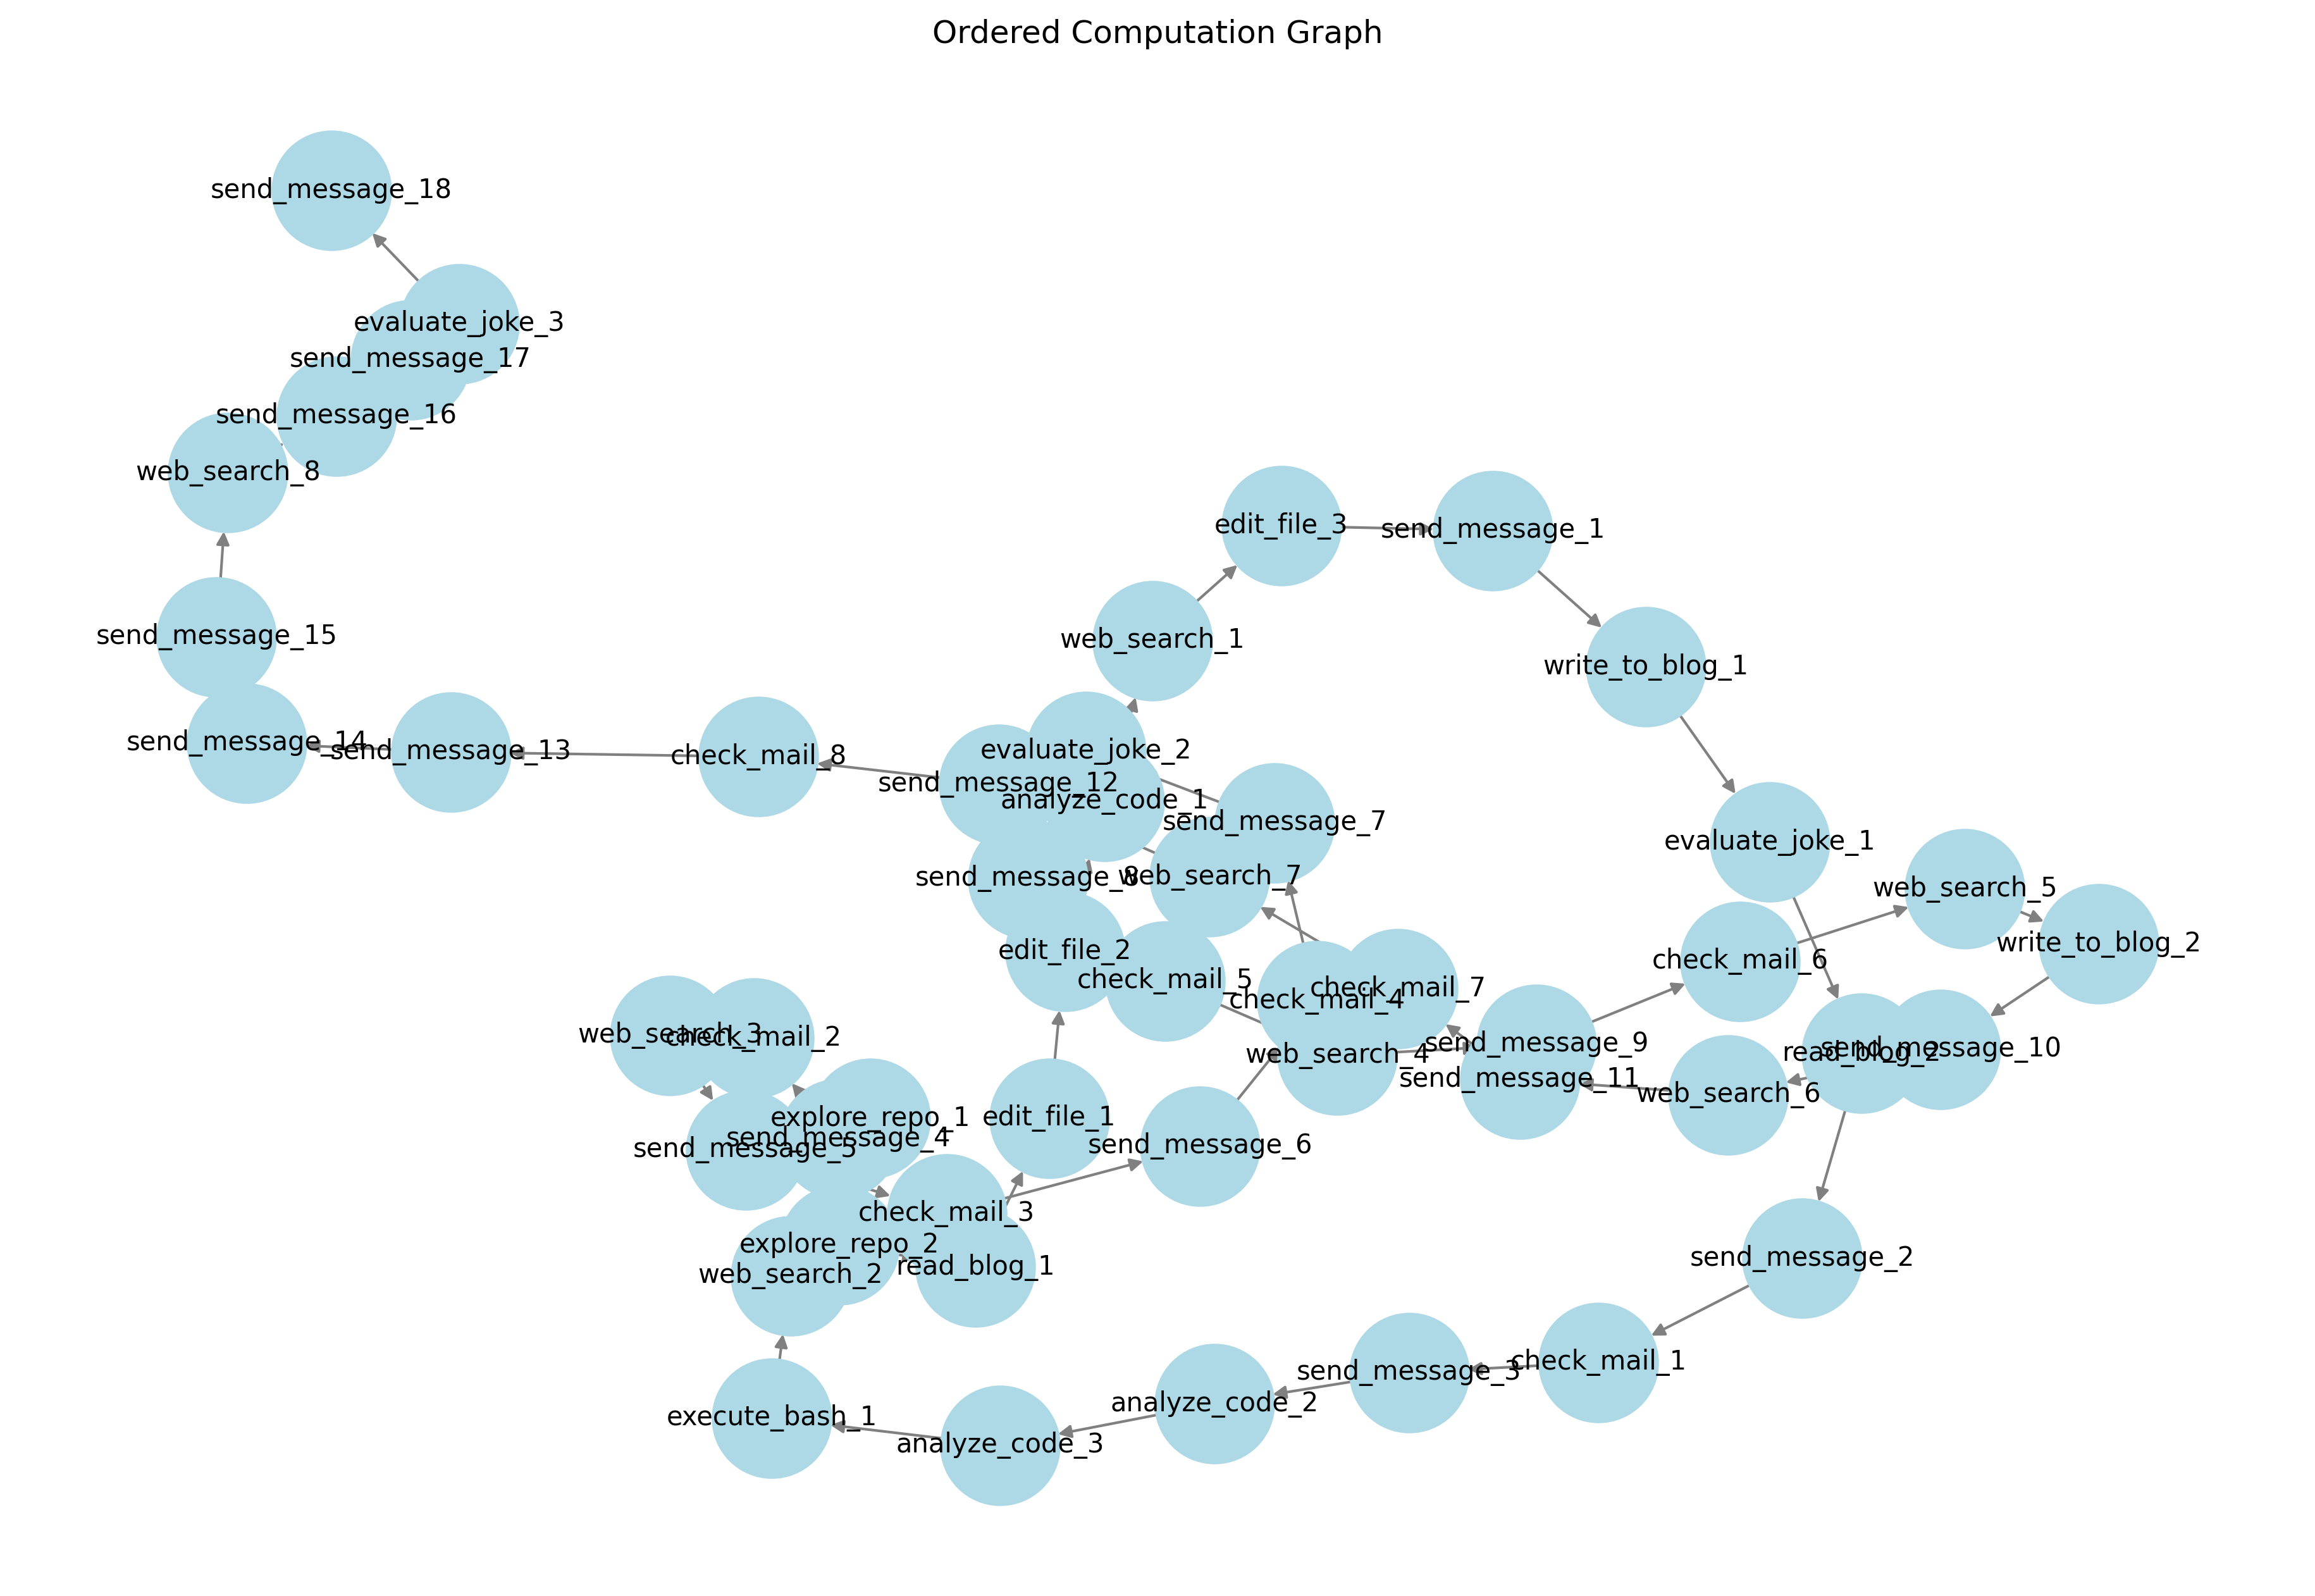 Ordered Computation Graph
send_message_18
evaluate_joke_3
send_message_17
send_message_16
web_search_8
edit_file_3
send_message_1
send_message_15
web_search_1
write_to_blog_1
send_message_14
send_message_13
check_mail_8
evaluate_joke_2
send_message_12
analyze_code_1
send_message_7
evaluate_joke_1
send_message_8
web_search_7
web_search_5
write_to_blog_2
edit_file_2
check_mail_6
check_mail_5
check_mail_4
check_mail_7
web_search_3
check_mail_2
web_search_4
send_message_9
read_blog_2
send_message_10
send_message_11
web_search_6
explore_repo_1
edit_file_1
send_message_4
send_message_5
send_message_6
check_mail_3
explore_repo_2
web_search_2
read_blog_1
send_message_2
send_message_3
check_mail_1
analyze_code_2
execute_bash_1
analyze_code_3